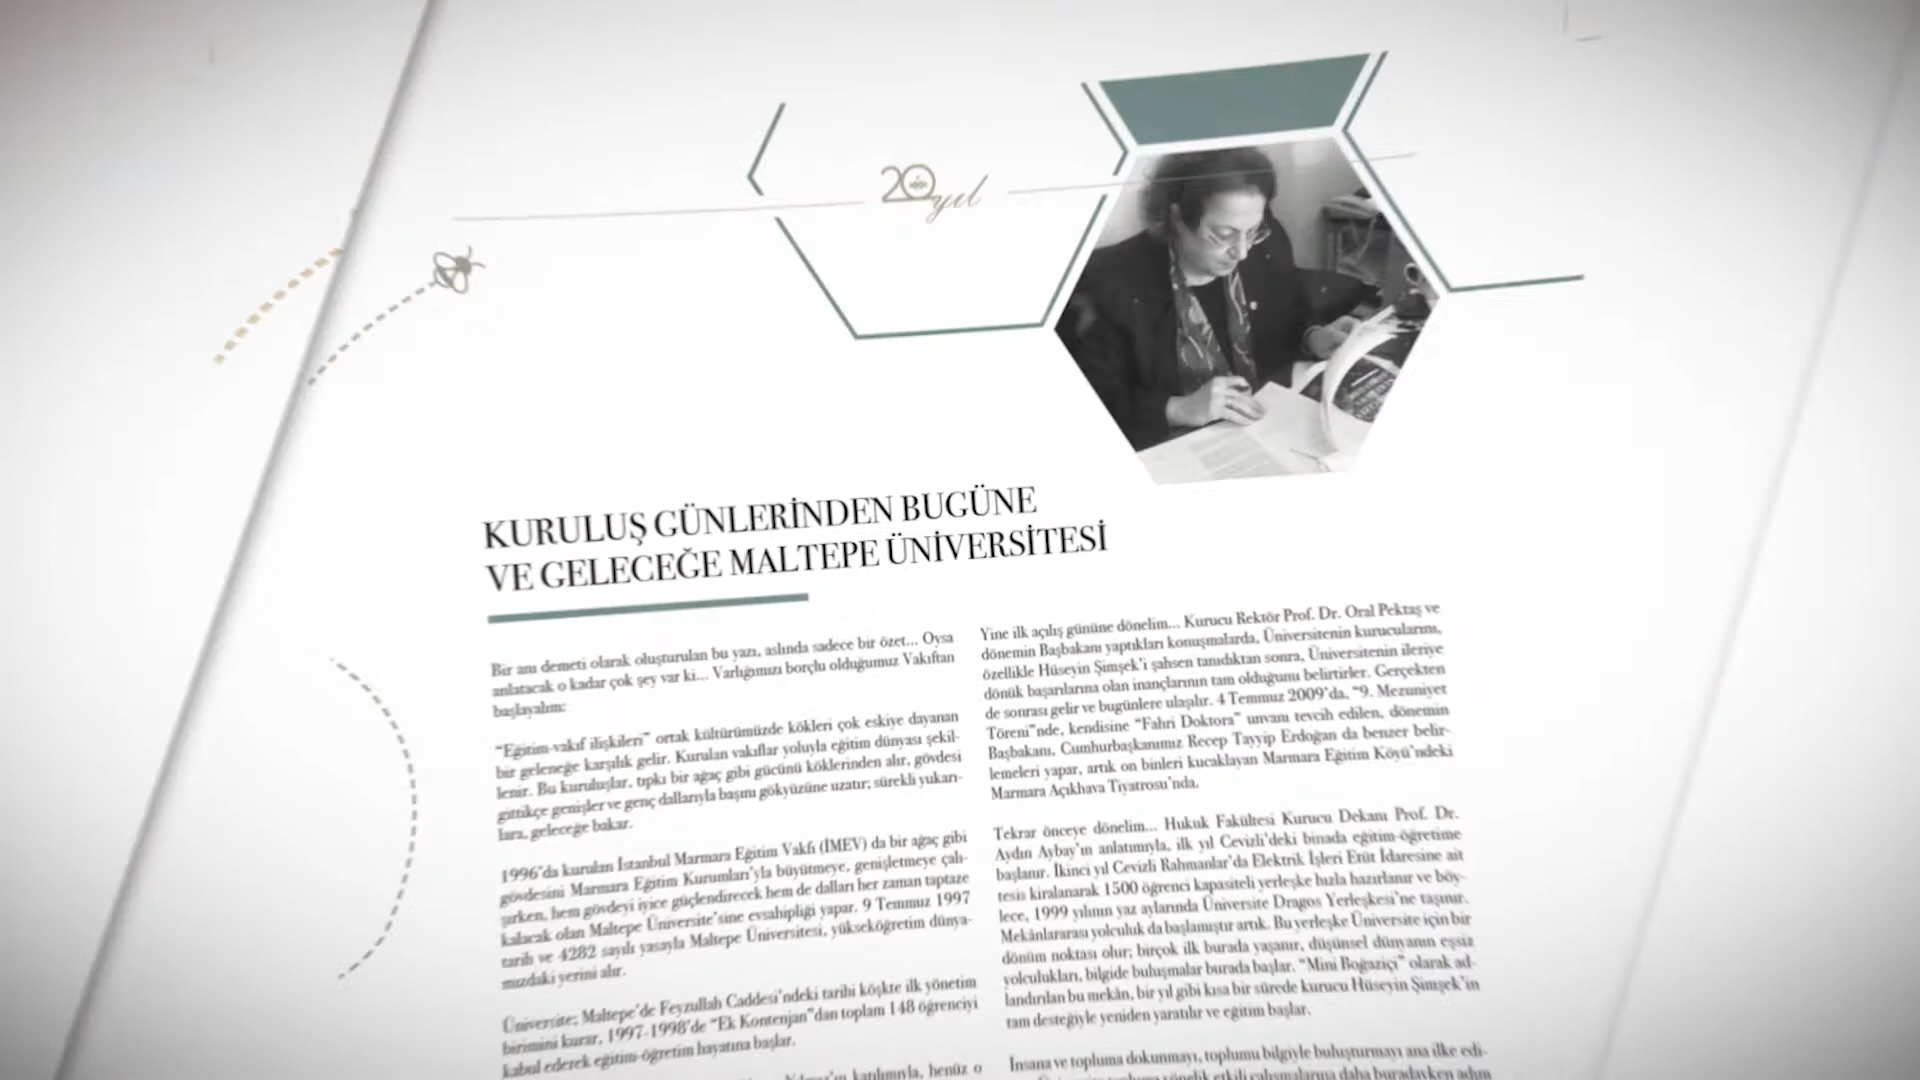 20 yıl
KURULUŞ GÜNLERİNDEN BUGÜNE
VE GELECEĞE MALTEPE ÜNİVERSİTESİ
Bir anı demeti olarak oluşturulan bu yazı, aslında sadece bir özet... Oysa
anlatacak o kadar çok şey var ki... Varlığımızı borçlu olduğumuz Vakıftan
başlayalım:
“Eğitim-vakıf ilişkileri” ortak kültürümüzde kökleri çok eskiye dayanan
bir geleneğe karşılık gelir. Kurulan vakıflar yoluyla eğitim dünyası şekil-
lenir. Bu kuruluşlar, tıpkı bir ağaç gibi gücünü köklerinden alır, gövdesi
gittikçe genişler ve genç dallarıyla başını gökyüzüne uzatır; sürekli yukarı-
lara, geleceğe bakar.
1996’da kurulan İstanbul Marmara Eğitim Vakfı (İMEV) da bir ağaç gibi
gövdesini Marmara Eğitim Kurumları’yla büyütmeye, genişletmeye çalı-
şırken, hem gövdeyi iyice güçlendirecek hem de dalları her zaman taptaze
kalacak olan Maltepe Üniversite’sine evsahipliği yapar. 9 Temmuz 1997
tarih ve 4282 sayılı yasayla Maltepe Üniversitesi, yükseköğretim dünya-
mızdaki yerini alır.
Üniversite; Maltepe’de Feyzullah Caddesi’ndeki tarihi köşkte ilk yönetim
birimini kurar, 1997-1998’de “Ek Kontenjan”dan toplam 148 öğrenciyi
kabul ederek eğitim-öğretim hayatına başlar.
katılımıyla, henüz o
Yine ilk açılış gününe dönelim... Kurucu Rektör Prof. Dr. Oral Pektaş ve
dönemin Başbakanı yaptıkları konuşmalarda, Üniversitenin kurucularını,
özellikle Hüseyin Şimşek’i şahsen tanıdıktan sonra, Üniversitenin ileriye
dönük başarılarına olan inançlarının tam olduğunu belirtirler. Gerçekten
de sonrası gelir ve bugünlere ulaşılır. 4 Temmuz 2009’da, “9. Mezuniyet
Töreni”nde, kendisine “Fahri Doktora” unvanı tevcih edilen, dönemin
Başbakanı, Cumhurbaşkanımız Recep Tayyip Erdoğan da benzer belir-
lemeleri yapar, artık on binleri kucaklayan Marmara Eğitim Köyü’ndeki
Marmara Açıkhava Tiyatrosu’nda.
Tekrar önceye dönelim... Hukuk Fakültesi Kurucu Dekanı Prof. Dr.
Aydın Aybay’ın anlatımıyla, ilk yıl Cevizli’deki binada eğitim-öğretime
başlanır. İkinci yıl Cevizli Rahmanlar’da Elektrik İşleri Etüt İdaresine ait
tesis kiralanarak 1500 öğrenci kapasiteli yerleşke hızla hazırlanır ve böy-
lece, 1999 yılının yaz aylarında Üniversite Dragos Yerleşkesi’ne taşınır.
Mekânlararası yolculuk da başlamıştır artık. Bu yerleşke Üniversite için bir
dönüm noktası olur; birçok ilk burada yaşanır, düşünsel dünyanın eşsiz
yolculukları, bilgide buluşmalar burada başlar. “Mini Boğaziçi” olarak ad-
landırılan bu mekân, bir yıl gibi kısa bir sürede kurucu Hüseyin Şimşek’in
tam desteğiyle yeniden yaratılır ve eğitim başlar.
İnsana ve topluma dokunmayı, toplumu bilgiyle buluşturmayı ana ilke edi-
yönelik etkili çalışmalarına daha buradayken adım